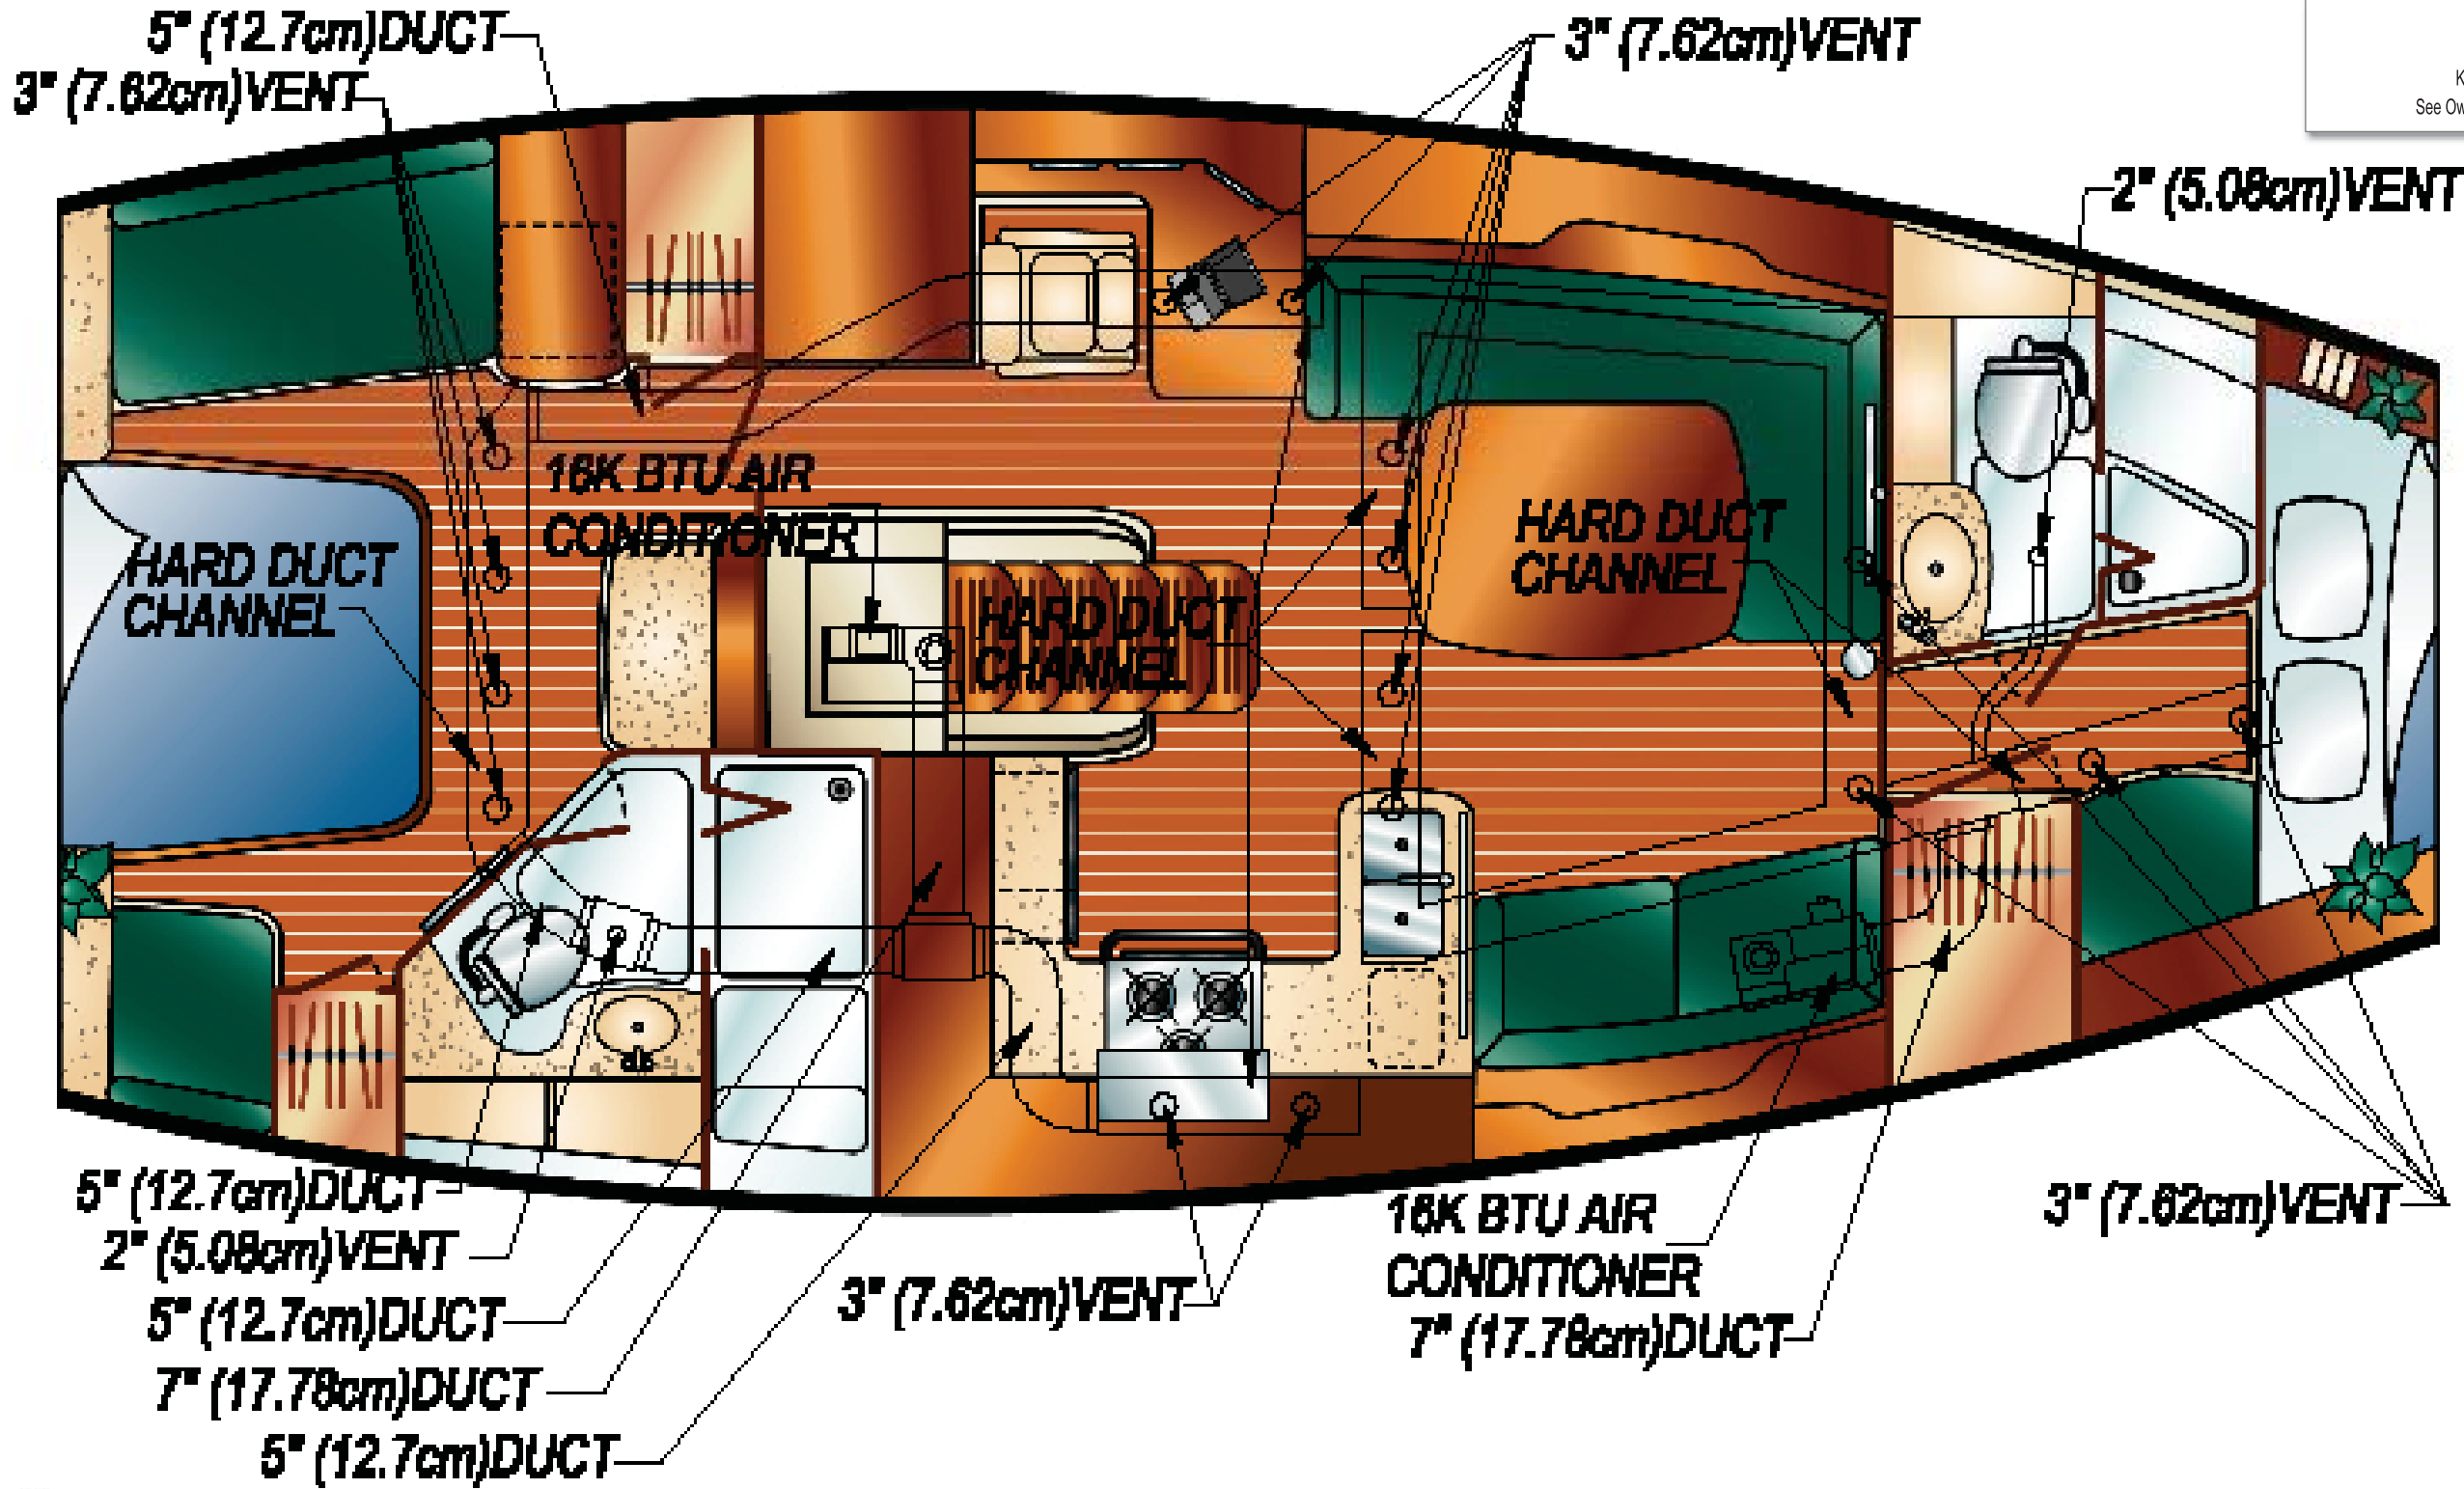 5" (12.7cm)DUCT
3" (7.62cm)VENT
3" (7.62cm)VENT
K
See Ow
2" (5.08cm)VENT
16K BTU AIR
CONDITIONER
HARD DUCT
CHANNEL
HARD DUCT
CHANNEL
HARD DUCT
CHANNEL
5" (12.7cm)DUCT
2" (5.08cm)VENT
5" (12.7cm)DUCT
7" (17.78cm)DUCT
5" (12.7cm)DUCT
3" (7.62cm)VENT
16K BTU AIR
CONDITIONER
7" (17.78cm)DUCT
3" (7.62cm)VENT